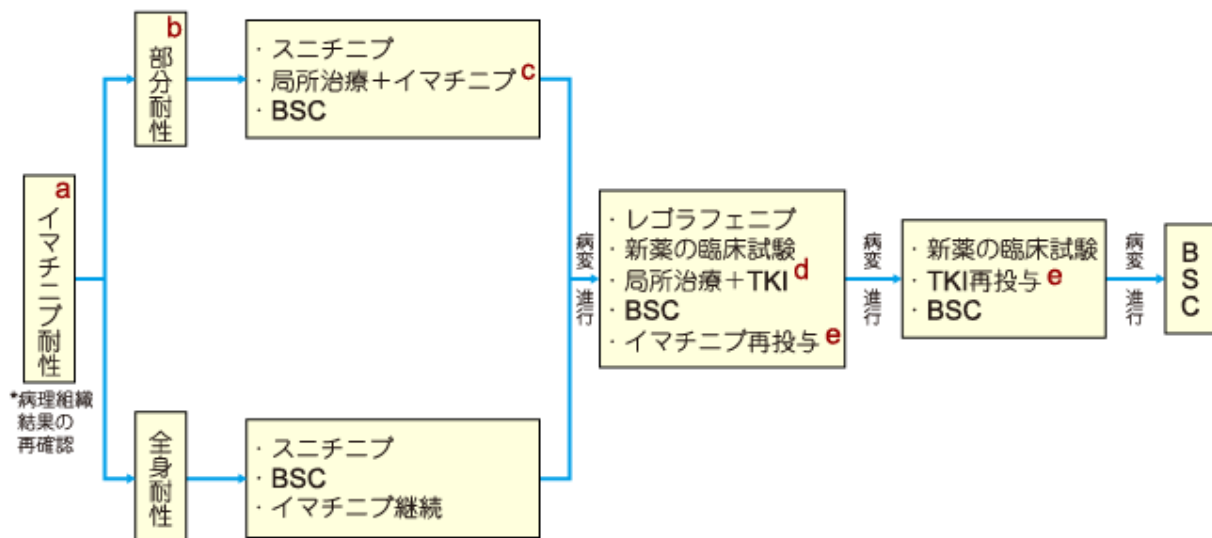 a
イマチニブ耐性
*病理組織
結果の
再確認
b
部分耐性
・スニチニブ
・局所治療＋イマチニブ c
・BSC
全身耐性
・スニチニブ
・BSC
・イマチニブ継続
病変
進行
・レゴラフェニブ
・新薬の臨床試験
・局所治療＋TKI d
・BSC
・イマチニブ再投与 e
病変
進行
・新薬の臨床試験
・TKI再投与 e
・BSC
病変
進行
BSC